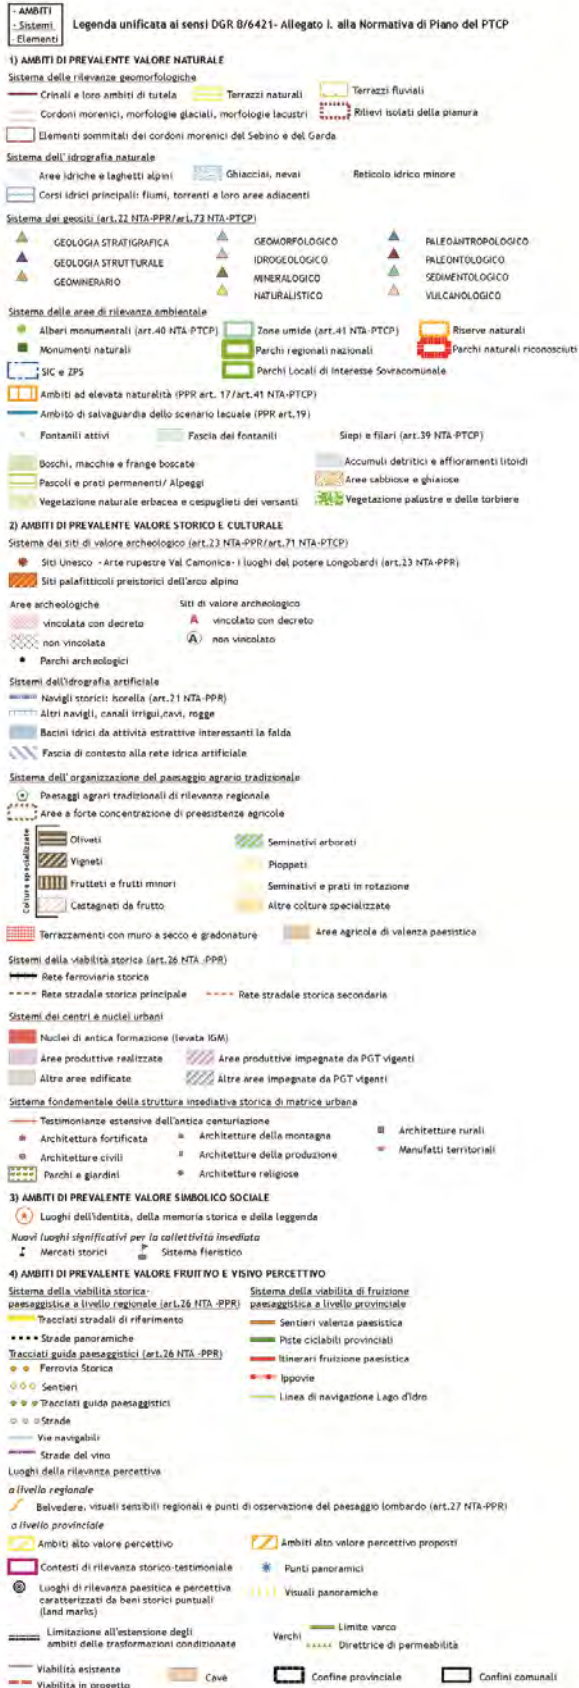 - AMBITI
- Sistemi
- Elementi
Legenda unificata ai sensi DGR 8/6421- Allegato I. alla Normativa di Piano del PTCP
1) AMBITI DI PREVALENTE VALORE NATURALE
Sistema delle rilevanze geomorfologiche
Crinali e loro ambiti di tutela
Terrazzi naturali
Terrazzi fluviali
Cordoni morenici, morfologie glaciali, morfologie lacustri
Rilievi isolati della pianura
Elementi sommitali dei cordoni morenici del Sebino e del Garda
Sistema dell'idrografia naturale
Aree idriche e laghetti alpini
Ghiacciai, nevai
Reticolo idrico minore
Corsi idrici principali: fiumi, torrenti e loro aree adiacenti
Sistema dei geositi (art.22 NTA-PPR/art.73 NTA-PTCP)
GEOLOGIA STRATIGRAFICA
GEOMORFOLOGICO
PALEOANTROPOLOGICO
GEOLOGIA STRUTTURALE
IDROGEOLOGICO
PALEONTOLOGICO
GEOMINERARIO
MINERALOGICO
SEDIMENTOLOGICO
NATURALISTICO
VULCANOLOGICO
Sistema delle aree di rilevanza ambientale
Alberi monumentali (art.40 NTA-PTCP)
Zone umide (art.41 NTA-PTCP)
Riserve naturali
Monumenti naturali
Parchi regionali nazionali
Parchi naturali riconosciuti
SIC e ZPS
Parchi Locali di Interesse Sovracomunale
Ambiti ad elevata naturalità (PPR art. 17/art.41 NTA-PTCP)
Ambito di salvaguardia dello scenario lacuale (PPR art.19)
Fontanili attivi
Fascia dei fontanili
Siepi e filari (art.39 NTA-PTCP)
Boschi, macchie e frange boscate
Accumuli detritici e affioramenti litoidi
Pascoli e prati permanenti/ Alpeggi
Aree sabbiose e ghiaiose
Vegetazione naturale erbacea e cespuglieti dei versanti
Vegetazione palustre e delle torbiere
2) AMBITI DI PREVALENTE VALORE STORICO E CULTURALE
Sistema dei siti di valore archeologico (art.23 NTA-PPR/art.71 NTA-PTCP)
Siti Unesco - Arte rupestre Val Camonica- I luoghi del potere Longobardi (art.23 NTA-PPR)
Siti palafitticoli preistorici dell'arco alpino
Aree archeologiche
Siti di valore archeologico
vincolata con decreto
A vincolato con decreto
non vincolata
A non vincolato
Parchi archeologici
Sistemi dell'idrografia artificiale
Navigli storici: Isorella (art.21 NTA-PPR)
Altri navigli, canali irrigui,cavi, rogge
Bacini idrici da attività estrattive interessanti la falda
Fascia di contesto alla rete idrica artificiale
Sistema dell'organizzazione del paesaggio agrario tradizionale
Paesaggi agrari tradizionali di rilevanza regionale
Aree a forte concentrazione di preesistenze agricole
Colture specializzate
Oliveti
Seminativi arborati
Vigneti
Pioppeti
Frutteti e frutti minori
Seminativi e prati in rotazione
Castagneti da frutto
Altre colture specializzate
Terrazzamenti con muro a secco e gradonature
Aree agricole di valenza paesistica
Sistemi della viabilità storica (art.26 NTA -PPR)
Rete ferroviaria storica
Rete stradale storica principale
Rete stradale storica secondaria
Sistemi dei centri e nuclei urbani
Nuclei di antica formazione (levata IGM)
Aree produttive realizzate
Aree produttive impegnate da PGT vigenti
Altre aree edificate
Altre aree impegnate da PGT vigenti
Sistema fondamentale della struttura insediativa storica di matrice urbana
Testimonianze estensive dell'antica centuriazione
Architettura fortificata
Architetture della montagna
Architetture rurali
Architetture civili
Architetture della produzione
Manufatti territoriali
Parchi e giardini
Architetture religiose
3) AMBITI DI PREVALENTE VALORE SIMBOLICO SOCIALE
Luoghi dell'identità, della memoria storica e della leggenda
Nuovi luoghi significativi per la collettività insediata
Mercati storici
Sistema fieristico
4) AMBITI DI PREVALENTE VALORE FRUITIVO E VISIVO PERCETTIVO
Sistema della viabilità storica-
paesaggistica a livello regionale (art.26 NTA -PPR)
Sistema della viabilità di fruizione
paesaggistica a livello provinciale
Tracciati stradali di riferimento
Sentieri valenza paesistica
Strade panoramiche
Piste ciclabili provinciali
Tracciati guida paesaggistici (art.26 NTA -PPR)
Itinerari fruizione paesistica
Ferrovia Storica
Ippovie
Sentieri
Linea di navigazione Lago d'Idro
Tracciati guida paesaggistici
Strade
Vie navigabili
Strade del vino
Luoghi della rilevanza percettiva
a livello regionale
Belvedere, visuali sensibili regionali e punti di osservazione del paesaggio lombardo (art.27 NTA-PPR)
a livello provinciale
Ambiti alto valore percettivo
Ambiti alto valore percettivo proposti
Contesti di rilevanza storico-testimoniale
Punti panoramici
Luoghi di rilevanza paesitica e percettiva
caratterizzati da beni storici puntuali
(land marks)
Visuali panoramiche
Limitazione all'estensione degli
ambiti delle trasformazioni condizionate
Varchi
Limite varco
Direttrice di permeabilità
Viabilità esistente
Viabilità in progetto
Cave
Confine provinciale
Confini comunali